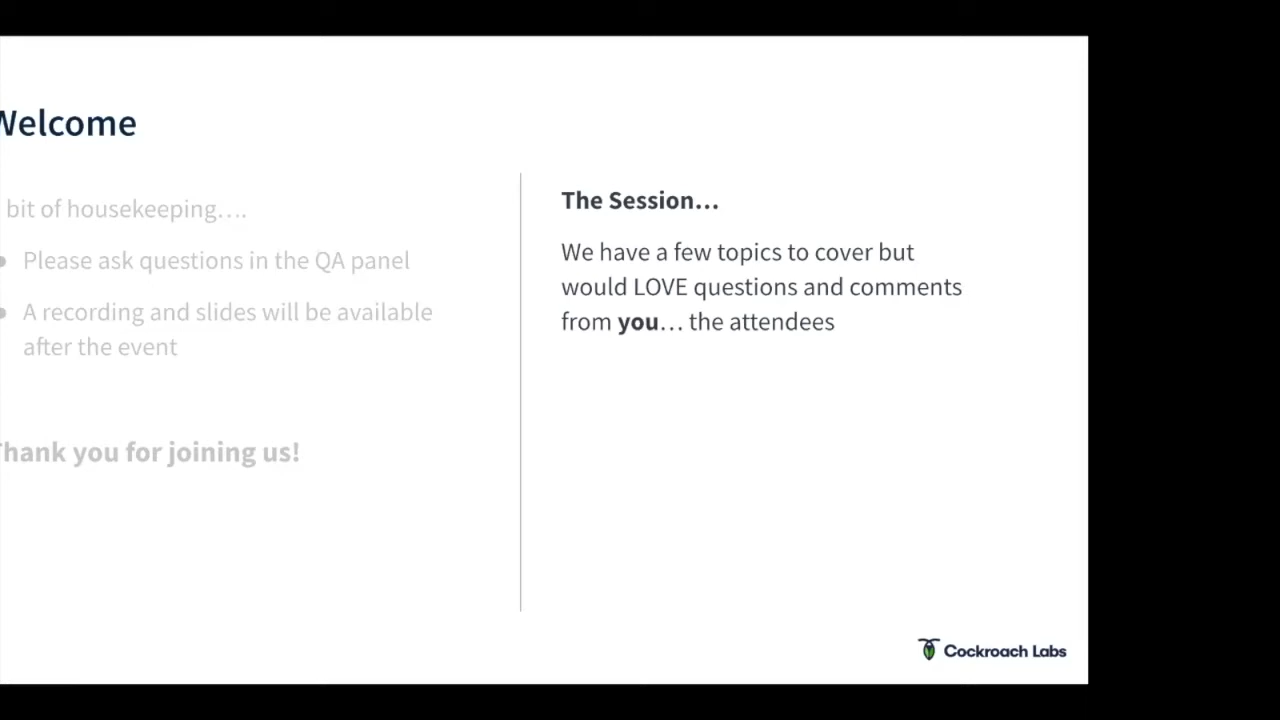 Welcome
bit of housekeeping....
● Please ask questions in the QA panel
● A recording and slides will be available
after the event
Thank you for joining us!
The Session...
We have a few topics to cover but
would LOVE questions and comments
from you... the attendees
Cockroach Labs